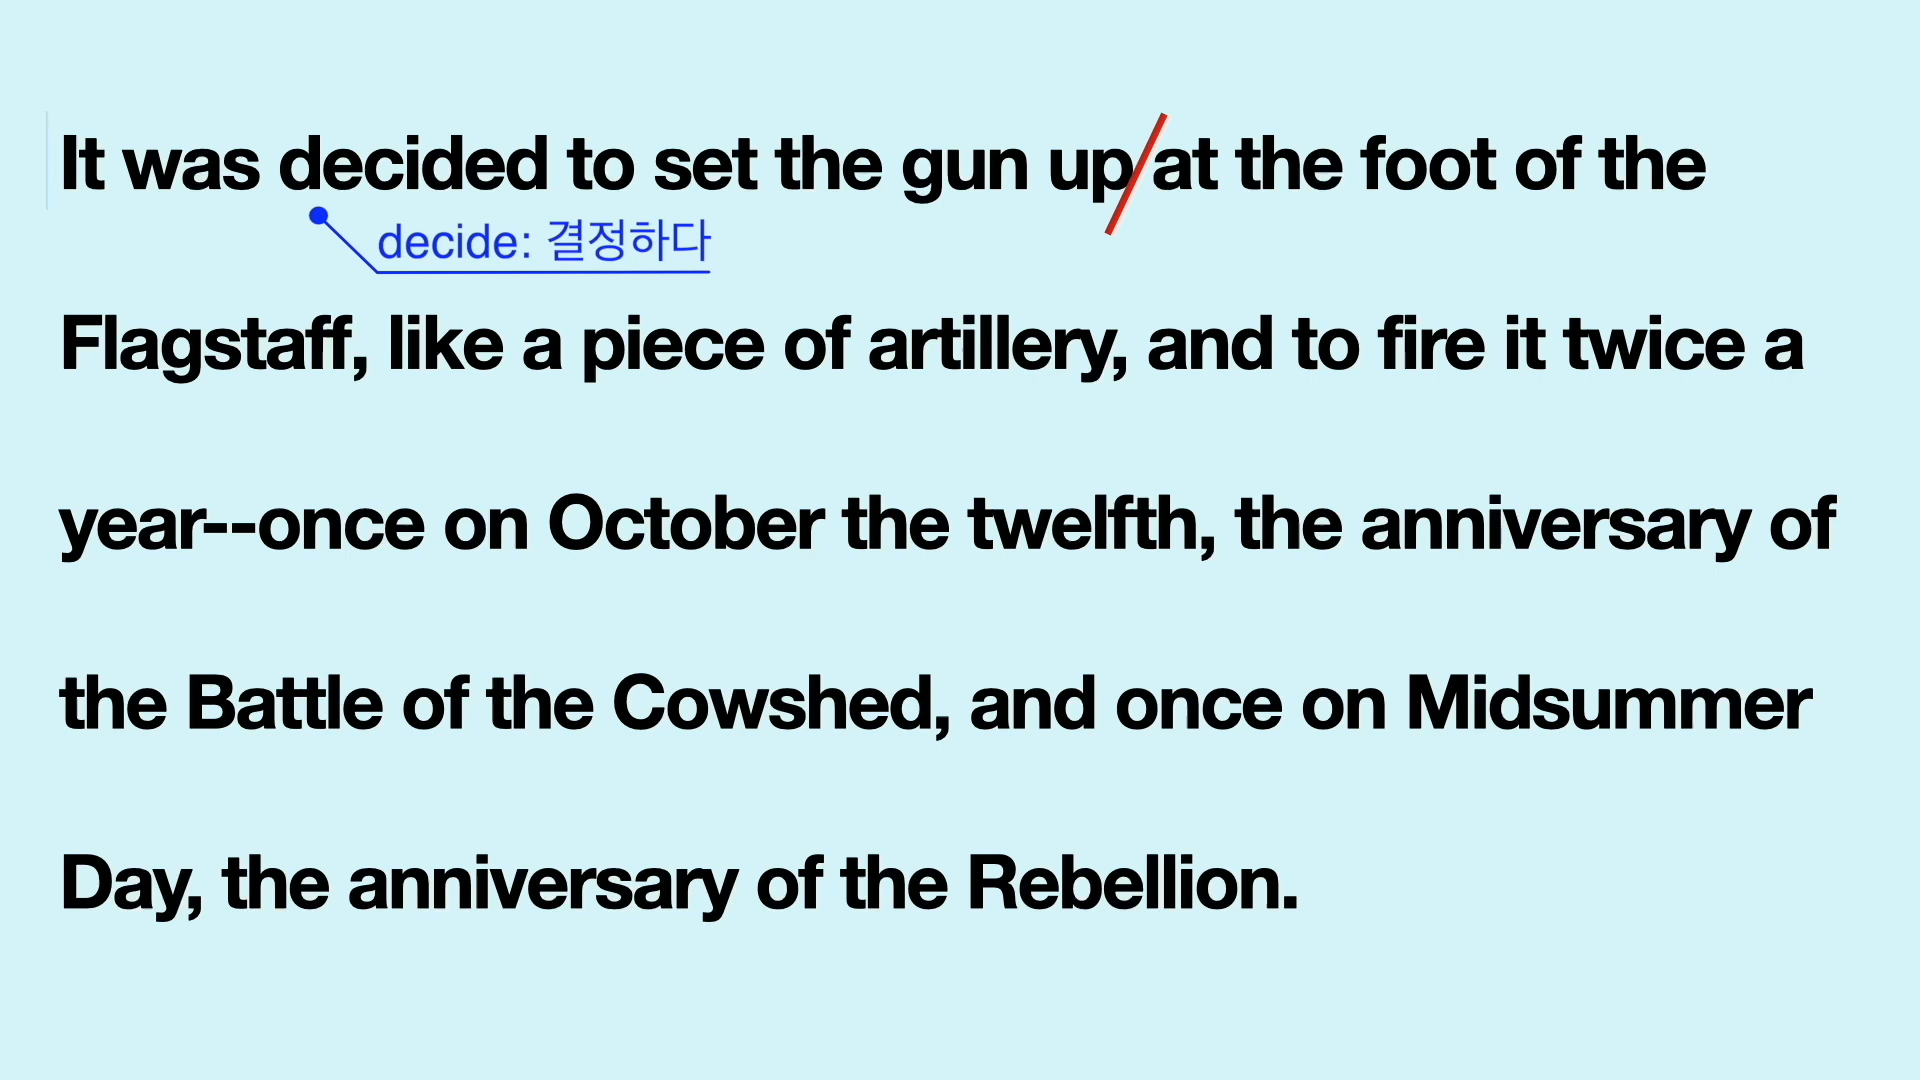 It was decided to set the gun up/at the foot of the
decide: 결정하다
Flagstaff, like a piece of artillery, and to fire it twice a
year--once on October the twelfth, the anniversary of
the Battle of the Cowshed, and once on Midsummer
Day, the anniversary of the Rebellion.